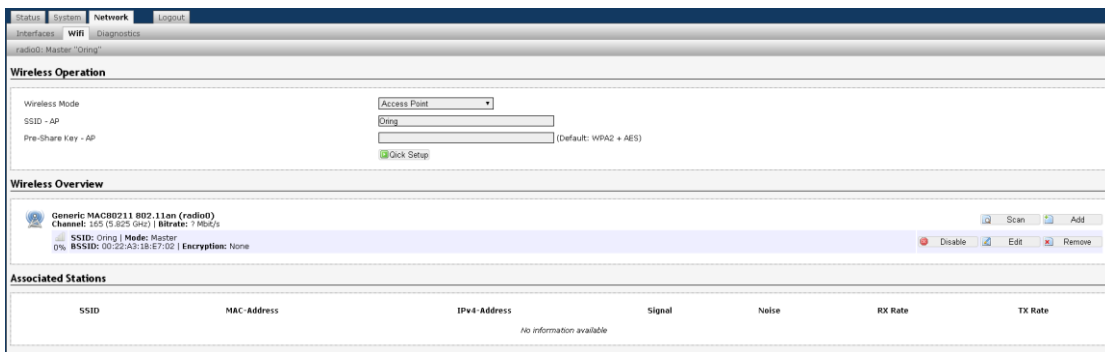 Status System Network Logout
Interfaces Wifi Diagnostics
radio0: Master "Oring"
Wireless Operation
Wireless Mode Access Point
SSID - AP Oring
Pre-Share Key - AP (Default: WPA2 + AES)
Qick Setup
Wireless Overview
Generic MAC80211 802.11an (radio0)
Channel: 165 (5.825 GHz) | Bitrate: ? Mbit/s
Scan Add
SSID: Oring | Mode: Master
0% BSSID: 00:22:A3:18:E7:02 | Encryption: None
Disable Edit Remove
Associated Stations
SSID MAC-Address IPv4-Address Signal Noise RX Rate TX Rate
No information available